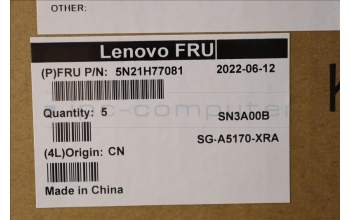 OTHER:
Lenovo FRU
(P)FRU P/N: 5N21H77081 2022-06-12
Quantity: 5 SN3A00B
SG-A5170-XRA
(4L)Origin: CN
Made in China